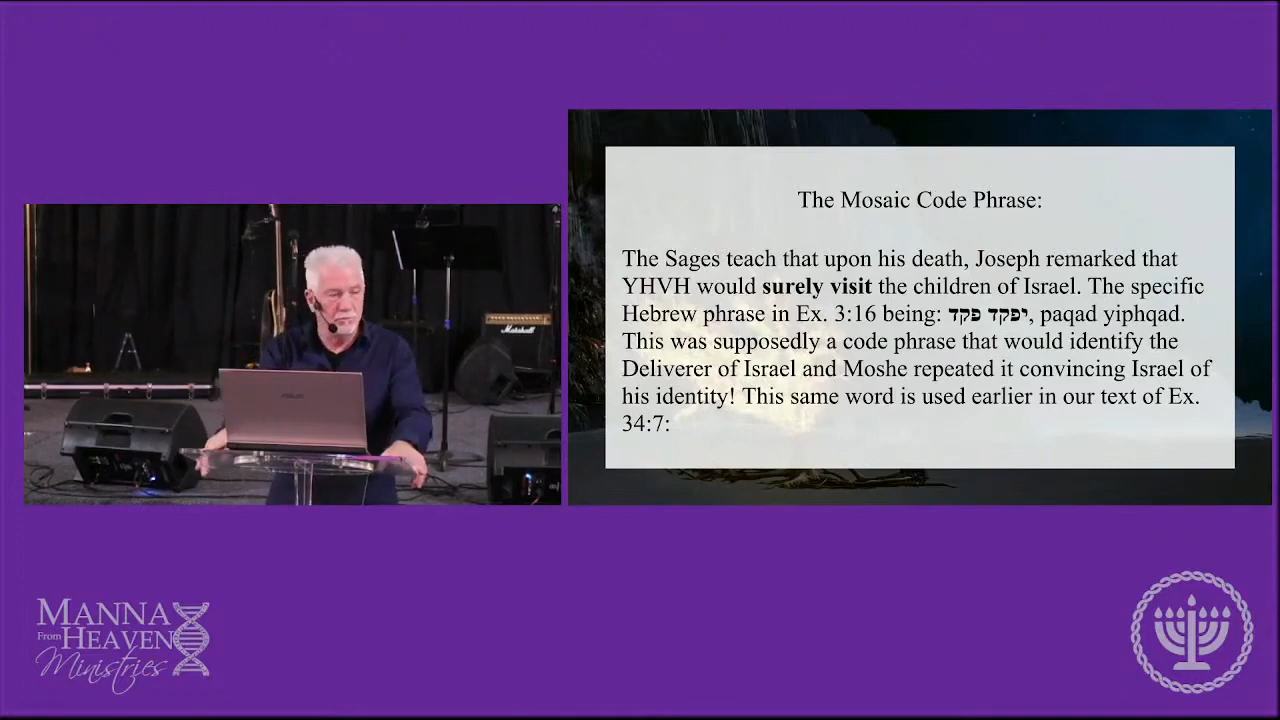 The Mosaic Code Phrase:
The Sages teach that upon his death, Joseph remarked that
YHVH would surely visit the children of Israel. The specific
Hebrew phrase in Ex. 3:16 being: יפקד פקד, paqad yiphqad.
This was supposedly a code phrase that would identify the
Deliverer of Israel and Moshe repeated it convincing Israel of
his identity! This same word is used earlier in our text of Ex.
34:7:
Marshall
ASUS
MANNA
From HEAVEN
Ministries